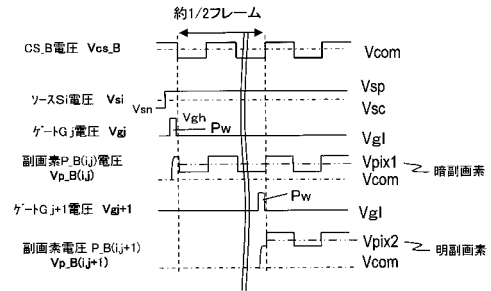 約1/2フレーム
CS_B電圧 Vcs_B
Vcom
ソースSi電圧 Vsi
Vsn
Vsp
Vsc
ゲートGj電圧 Vgj
Vgh
Pw
Vgl
副画素P_B(i,j)電圧
Vp_B(i,j)
Vpix1
Vcom
暗副画素
ゲートGj+1電圧 Vgj+1
Pw
Vgl
副画素電圧 P_B(i,j+1)
Vp_B(i,j+1)
Vpix2
Vcom
明副画素